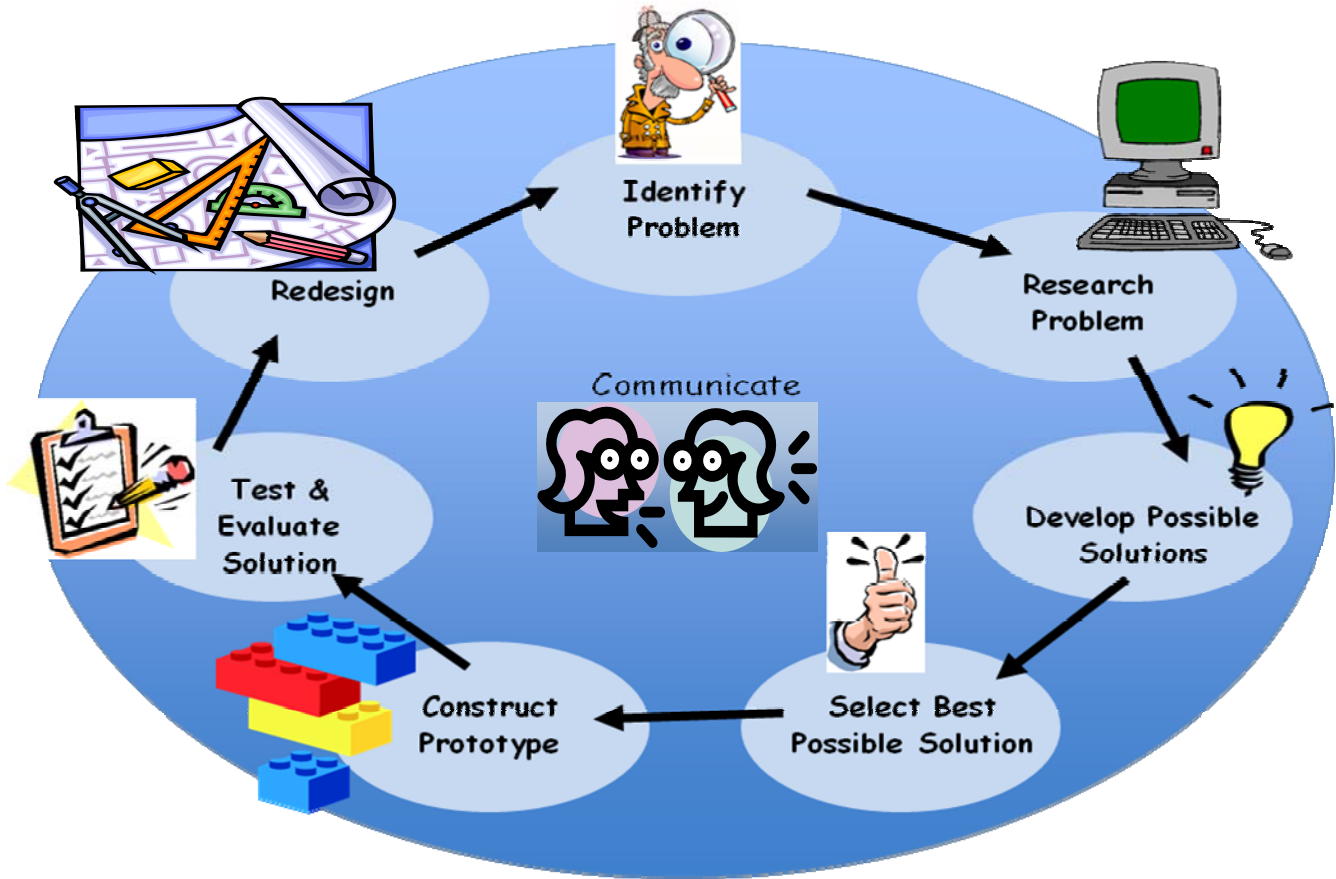 Identify
Problem
Research
Problem
Develop Possible
Solutions
Select Best
Possible Solution
Construct
Prototype
Test &
Evaluate
Solution
Redesign
Communicate